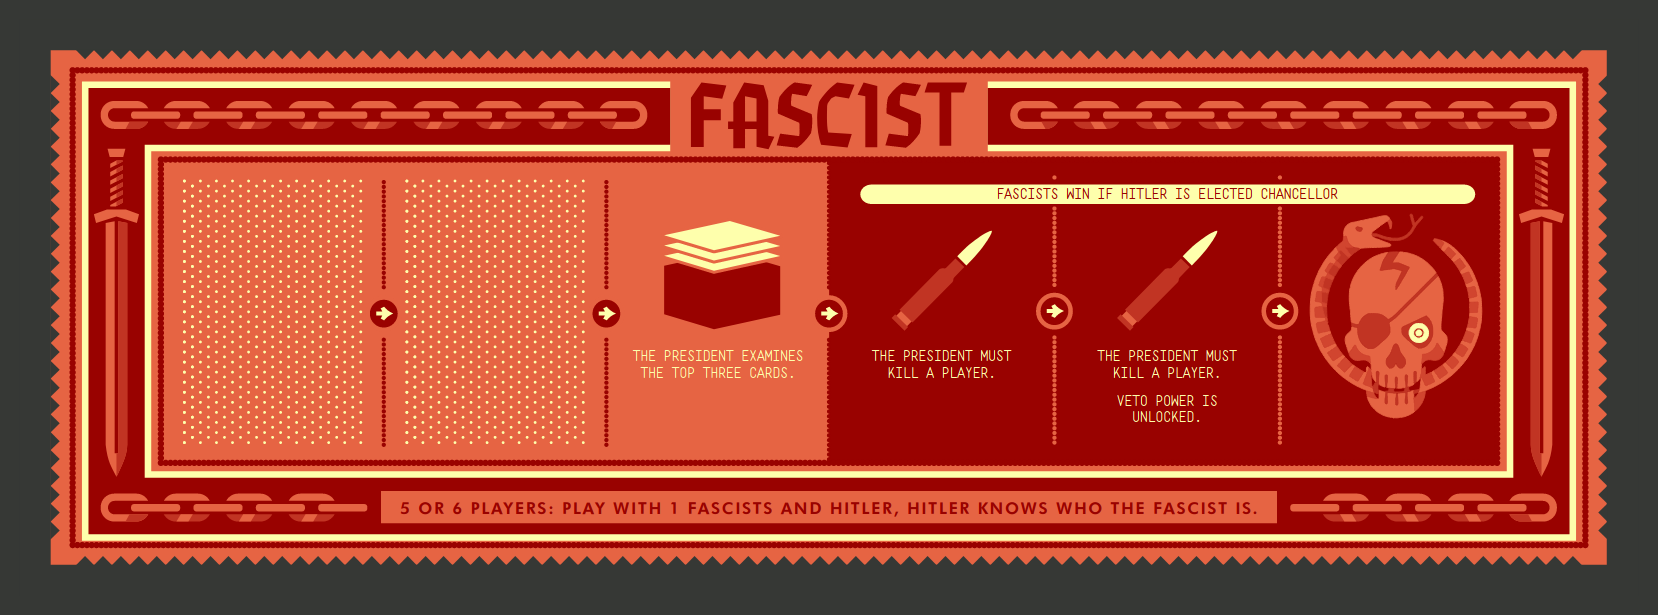 FASCIST
FASCISTS WIN IF HITLER IS ELECTED CHANCELLOR
THE PRESIDENT EXAMINES
THE TOP THREE CARDS.
THE PRESIDENT MUST
KILL A PLAYER.
THE PRESIDENT MUST
KILL A PLAYER.
VETO POWER IS
UNLOCKED.
5 OR 6 PLAYERS: PLAY WITH 1 FASCISTS AND HITLER, HITLER KNOWS WHO THE FASCIST IS.